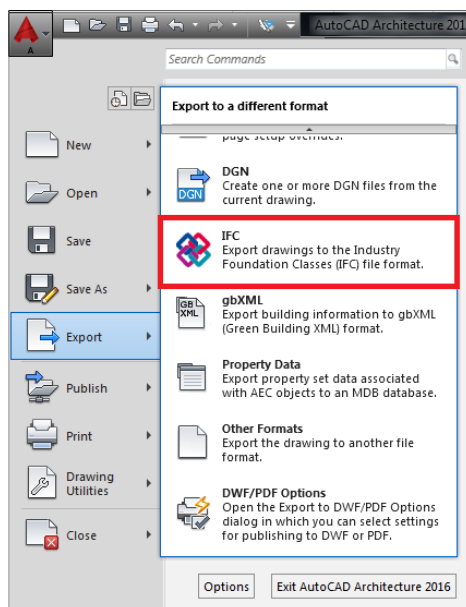 AutoCAD Architecture 201
A
Search Commands
Export to a different format
New
Open
Save
Save As
Export
Publish
Print
Drawing
Utilities
Close
page setup overrides.
DGN
DGN
Create one or more DGN files from the
current drawing.
IFC
Export drawings to the Industry
Foundation Classes (IFC) file format.
GB
XML
gbXML
Export building information to gbXML
(Green Building XML) format.
Property Data
Export property set data associated
with AEC objects to an MDB database.
Other Formats
Export the drawing to another file
format.
DWF/PDF Options
Open the Export to DWF/PDF Options
dialog in which you can select settings
for publishing to DWF or PDF.
Options
Exit AutoCAD Architecture 2016